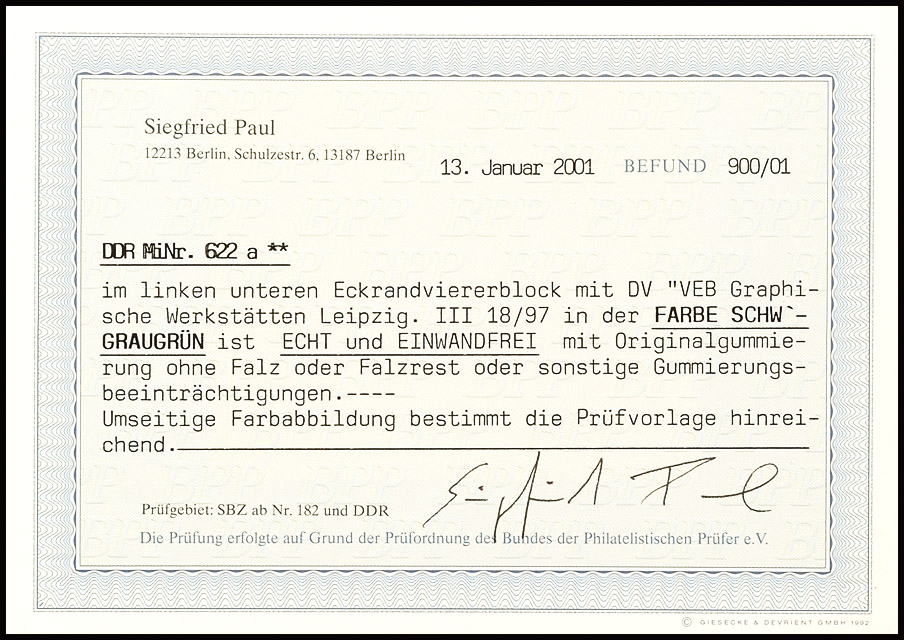 Siegfried Paul
12213 Berlin, Schulzestr. 6, 13187 Berlin
13. Januar 2001 BEFUND 900/01
DDR MiNr. 622 a **
im linken unteren Eckrandviererblock mit DV "VEB Graphi-
sche Werkstätten Leipzig. III 18/97 in der FARBE SCHW`-
GRAUGRÜN ist ECHT und EINWANDFREI mit Originalgummie-
rung ohne Falz oder Falzrest oder sonstige Gummierungs-
beeinträchtigungen.----
Umseitige Farbabbildung bestimmt die Prüfvorlage hinrei-
chend.
Siegfried Paul
Prüfgebiet: SBZ ab Nr. 182 und DDR
Die Prüfung erfolgte auf Grund der Prüfordnung des Bundes der Philatelistischen Prüfer e.V.
© GIESECKE & DEVRIENT GMBH 1992